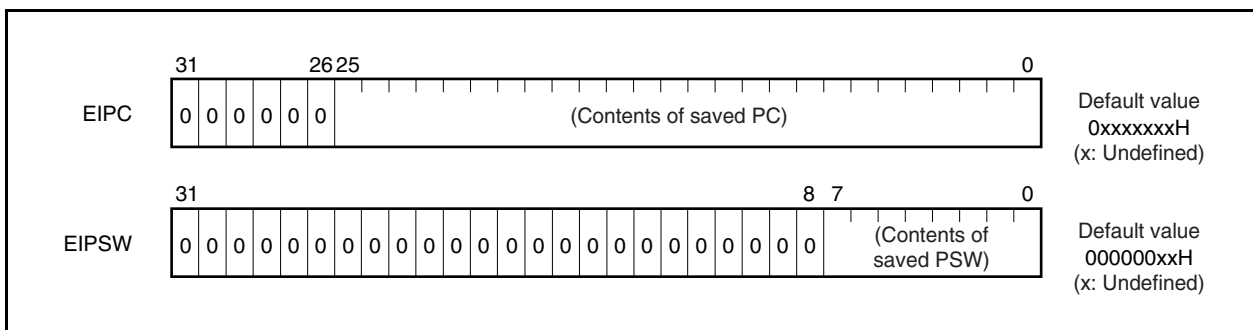 31 26 25 0
EIPC 0 0 0 0 0 0 (Contents of saved PC) Default value
0xxxxxxxH
(x: Undefined)
31 8 7 0
EIPSW 0 0 0 0 0 0 0 0 0 0 0 0 0 0 0 0 0 0 0 0 0 0 0 0 (Contents of
saved PSW) Default value
000000xxH
(x: Undefined)